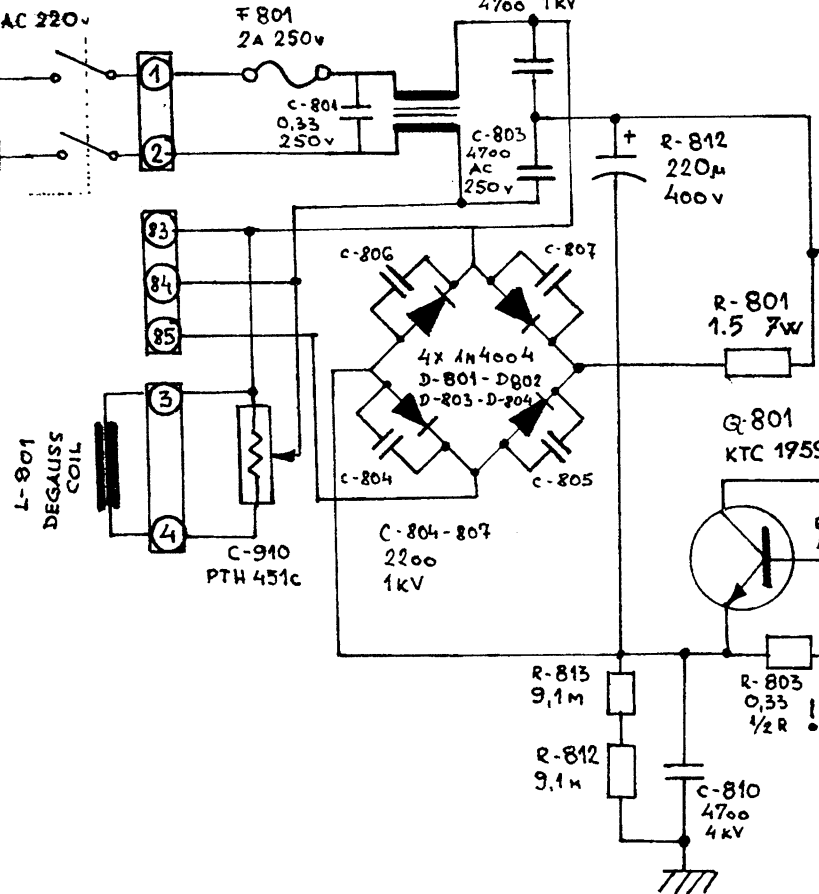 AC 220v
F801
2A 250v
4700 1KV
1
2
C-801
0,33
250v
C-803
4700
AC
250v
+
R-812
220µ
400v
83
84
85
C-806
C-807
4x 1N4004
D-801-D802
D-803-D-804
R-801
1.5 7W
Q-801
KTC 1959
3
4
L-901
DEGAUSS
COIL
C-804
C-805
C-804-807
2200
1KV
C-910
PTH 451c
R-813
9,1M
R-803
0,33
1/2R !
R-812
9,1M
C-810
4700
4KV